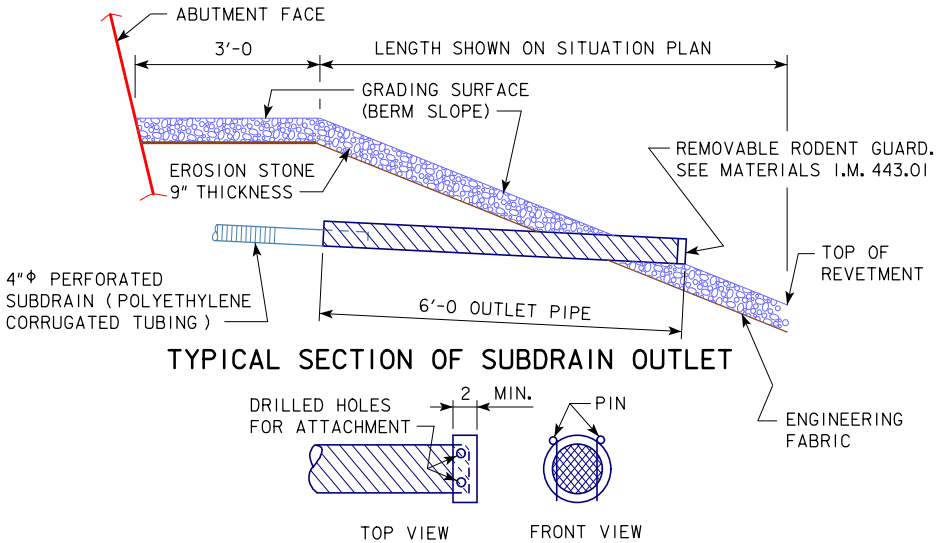 ABUTMENT FACE
3'-0
LENGTH SHOWN ON SITUATION PLAN
GRADING SURFACE
(BERM SLOPE)
REMOVABLE RODENT GUARD.
SEE MATERIALS I.M. 443.01
EROSION STONE
9" THICKNESS
TOP OF
REVETMENT
4"ϕ PERFORATED
SUBDRAIN (POLYETHYLENE
CORRUGATED TUBING)
6'-0 OUTLET PIPE
TYPICAL SECTION OF SUBDRAIN OUTLET
2 MIN.
DRILLED HOLES
FOR ATTACHMENT
PIN
ENGINEERING
FABRIC
TOP VIEW
FRONT VIEW